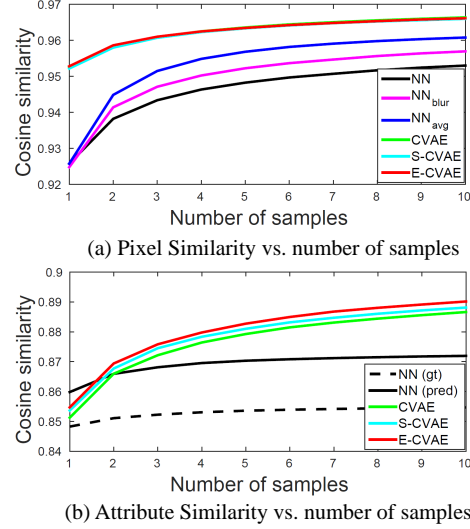 0.97
0.96
0.95
0.94
0.93
0.92
Cosine similarity
NN
NN blur
NN avg
CVAE
S-CVAE
E-CVAE
1 2 3 4 5 6 7 8 9 10
Number of samples
(a) Pixel Similarity vs. number of samples
0.9
0.89
0.88
0.87
0.86
0.85
0.84
Cosine similarity
NN (gt)
NN (pred)
CVAE
S-CVAE
E-CVAE
1 2 3 4 5 6 7 8 9 10
Number of samples
(b) Attribute Similarity vs. number of samples